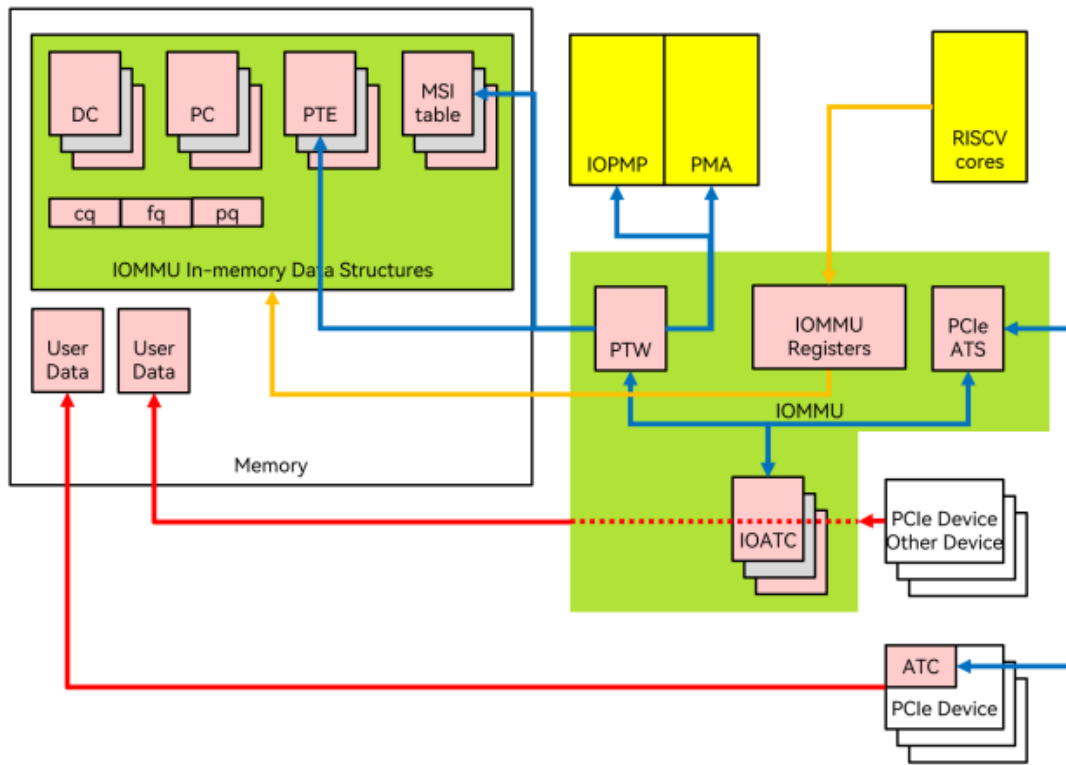 DC
PC
PTE
MSI
table
cq
fq
pq
IOMMU In-memory Data Structures
User
Data
User
Data
Memory
IOPMP
PMA
RISCV
cores
PTW
IOMMU
Registers
PCIe
ATS
IOMMU
IOATC
PCIe Device
Other Device
ATC
PCIe Device